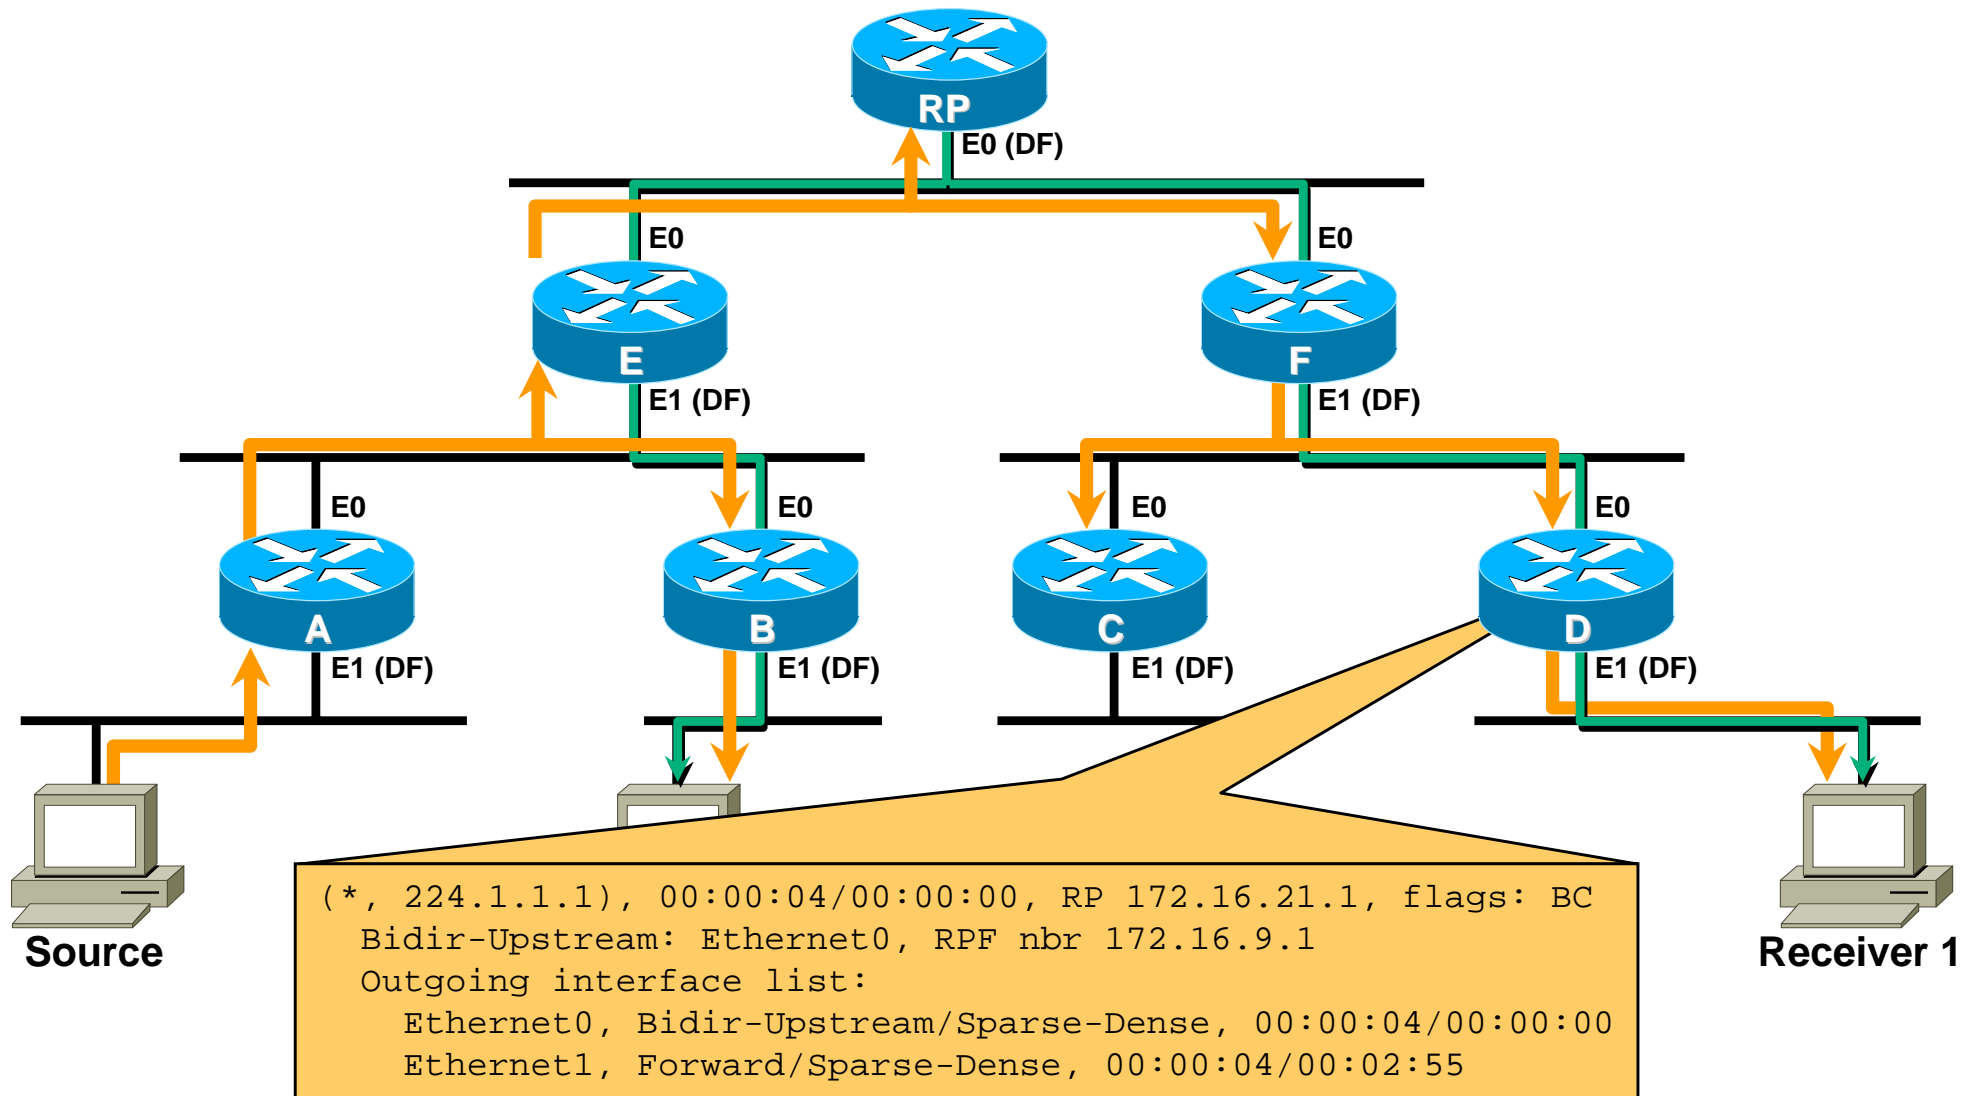 RP
E0 (DF)
E0
E0
E
F
E1 (DF)
E1 (DF)
E0
E0
E0
E0
A
B
C
D
E1 (DF)
E1 (DF)
E1 (DF)
E1 (DF)
Source
Receiver 1
(*, 224.1.1.1), 00:00:04/00:00:00, RP 172.16.21.1, flags: BC
Bidir-Upstream: Ethernet0, RPF nbr 172.16.9.1
Outgoing interface list:
Ethernet0, Bidir-Upstream/Sparse-Dense, 00:00:04/00:00:00
Ethernet1, Forward/Sparse-Dense, 00:00:04/00:02:55